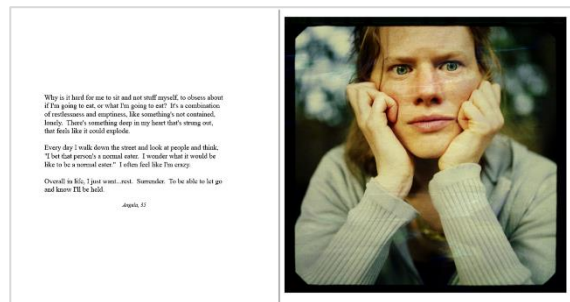 Why is it hard for me to sit and not stuff myself, to obsess about
if I'm going to eat, or what I'm going to eat? It's a combination
of restlessness and emptiness, like something's not contained,
lonely. There's something deep in my heart that's strung out,
that feels like it could explode.
Every day I walk down the street and look at people and think,
"I bet that person's a normal eater. I wonder what it would be
like to be a normal eater." I often feel like I'm crazy.
Overall in life, I just want...rest. Surrender. To be able to let go
and know I'll be held.
Angela, 33